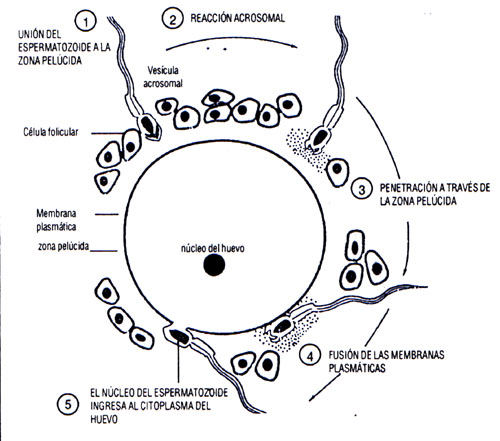 1
UNIÓN DEL
ESPERMATOZOIDE A LA
ZONA PELÚCIDA
2
REACCIÓN ACROSOMAL
Vesícula
acrosomal
Célula folicular
3
PENETRACIÓN A TRAVÉS DE
LA ZONA PELÚCIDA
Membrana
plasmática
zona pelúcida
núcleo del huevo
4
FUSIÓN DE LAS MEMBRANAS
PLASMÁTICAS
5
EL NÚCLEO DEL ESPERMATOZOIDE
INGRESA AL CITOPLASMA DEL
HUEVO